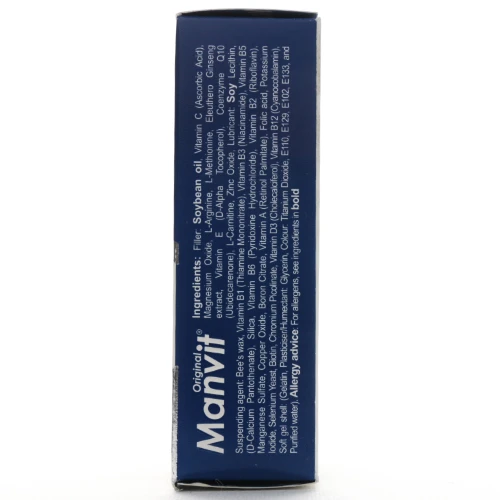 Original
Manvit®
Ingredients: Filler: Soybean oil, Vitamin C (Ascorbic Acid),
Magnesium Oxide, L-Arginine, L-Methionine, Eleuthero Ginseng
extract, Vitamin E (D-Alpha Tocopherol), Coenzyme Q10
(Ubidecarenone), L-Carnitine, Zinc Oxide, Lubricant: Soy Lecithin,
Suspending agent: Bee's wax, Vitamin B1 (Thiamine Mononitrate), Vitamin B3 (Niacinamide), Vitamin B5
(D-Calcium Pantothenate), Silica, Vitamin B6 (Pyridoxine Hydrochloride), Vitamin B2 (Riboflavin),
Manganese Sulfate, Copper Oxide, Boron Citrate, Vitamin A (Retinol Palmitate), Folic acid, Potassium
Iodide, Selenium Yeast, Biotin, Chromium Picolinate, Vitamin D3 (Cholecalciferol), Vitamin B12 (Cyanocobalamin),
Soft gel shell: (Gelatin, Plasticiser/Humectant: Glycerin, Colour: Titanium Dioxide, E110, E129, E102, E133, and
Purified water). Allergy advice: For allergens, see ingredients in bold